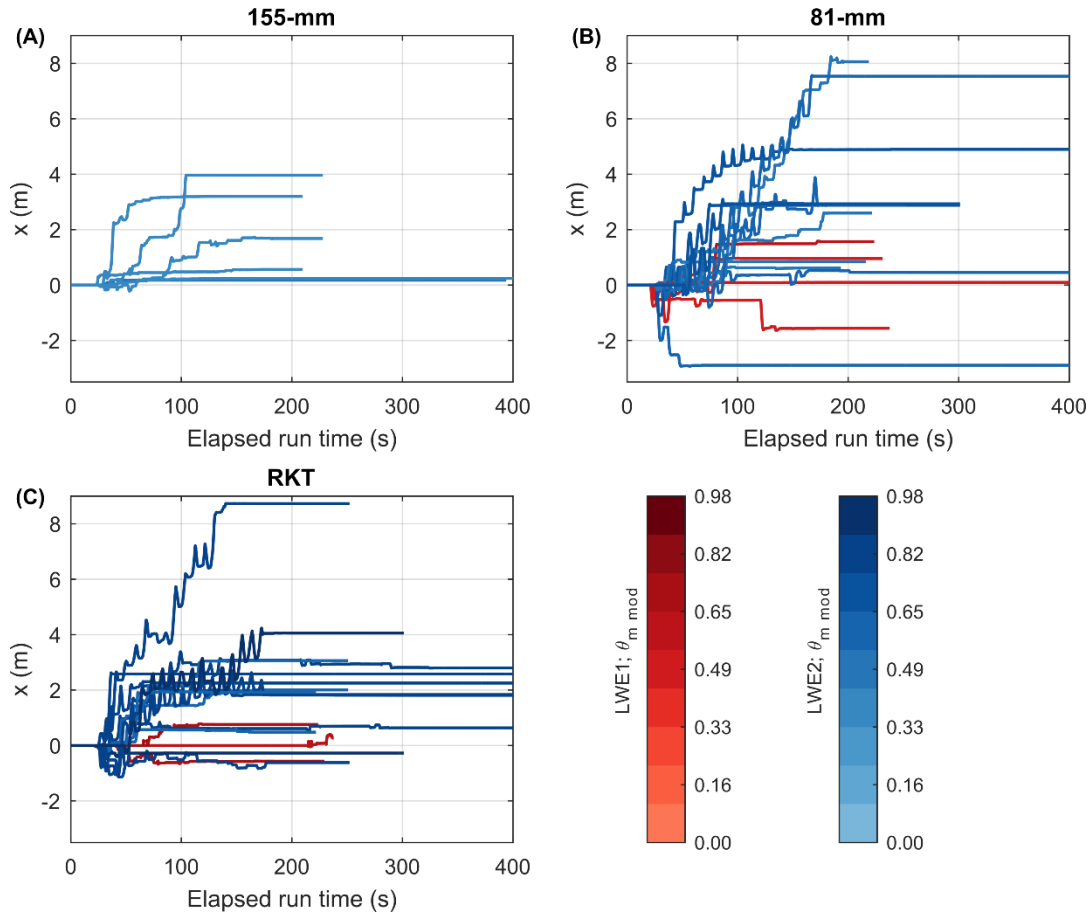 155-mm
(A)
8
6
4
2
0
-2
x (m)
0 100 200 300 400
Elapsed run time (s)
81-mm
(B)
8
6
4
2
0
-2
x (m)
0 100 200 300 400
Elapsed run time (s)
RKT
(C)
8
6
4
2
0
-2
x (m)
0 100 200 300 400
Elapsed run time (s)
LWE1; θm mod
0.98
0.82
0.65
0.49
0.33
0.16
0.00
LWE2; θm mod
0.98
0.82
0.65
0.49
0.33
0.16
0.00